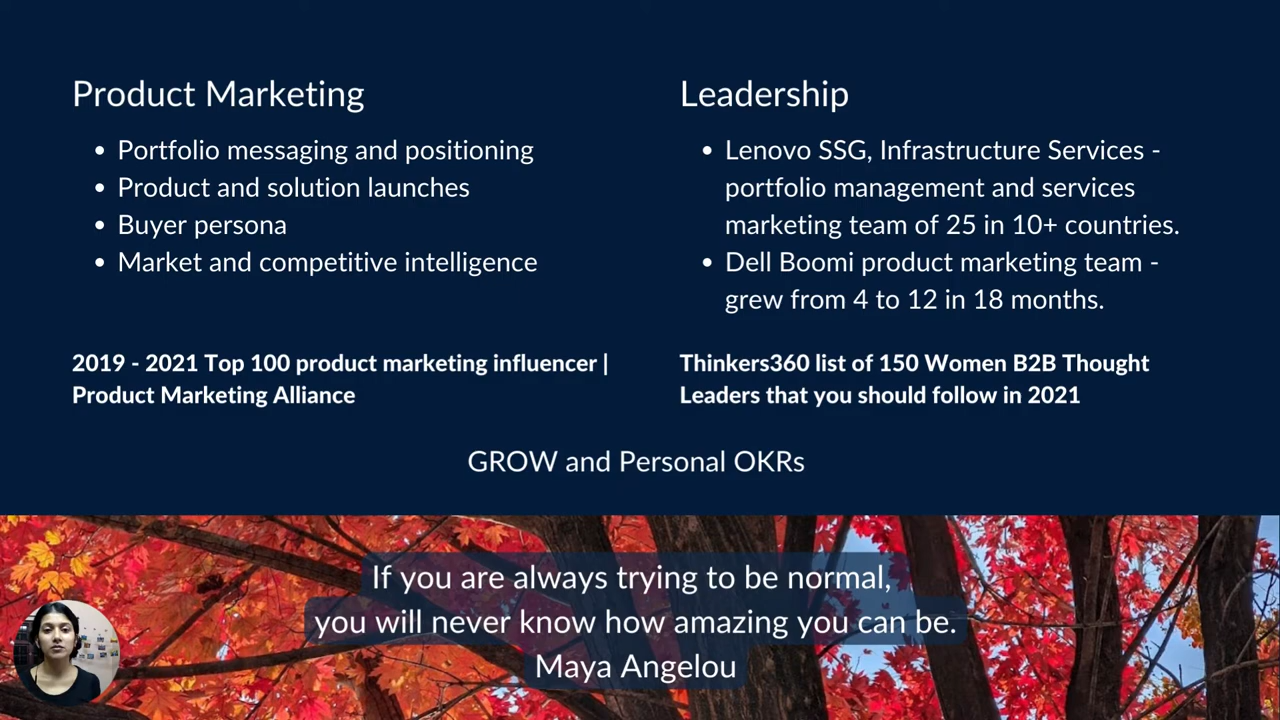 Product Marketing
• Portfolio messaging and positioning
• Product and solution launches
• Buyer persona
• Market and competitive intelligence
2019 - 2021 Top 100 product marketing influencer |
Product Marketing Alliance
Leadership
• Lenovo SSG, Infrastructure Services -
portfolio management and services
marketing team of 25 in 10+ countries.
• Dell Boomi product marketing team -
grew from 4 to 12 in 18 months.
Thinkers360 list of 150 Women B2B Thought
Leaders that you should follow in 2021
GROW and Personal OKRs
If you are always trying to be normal,
you will never know how amazing you can be.
Maya Angelou